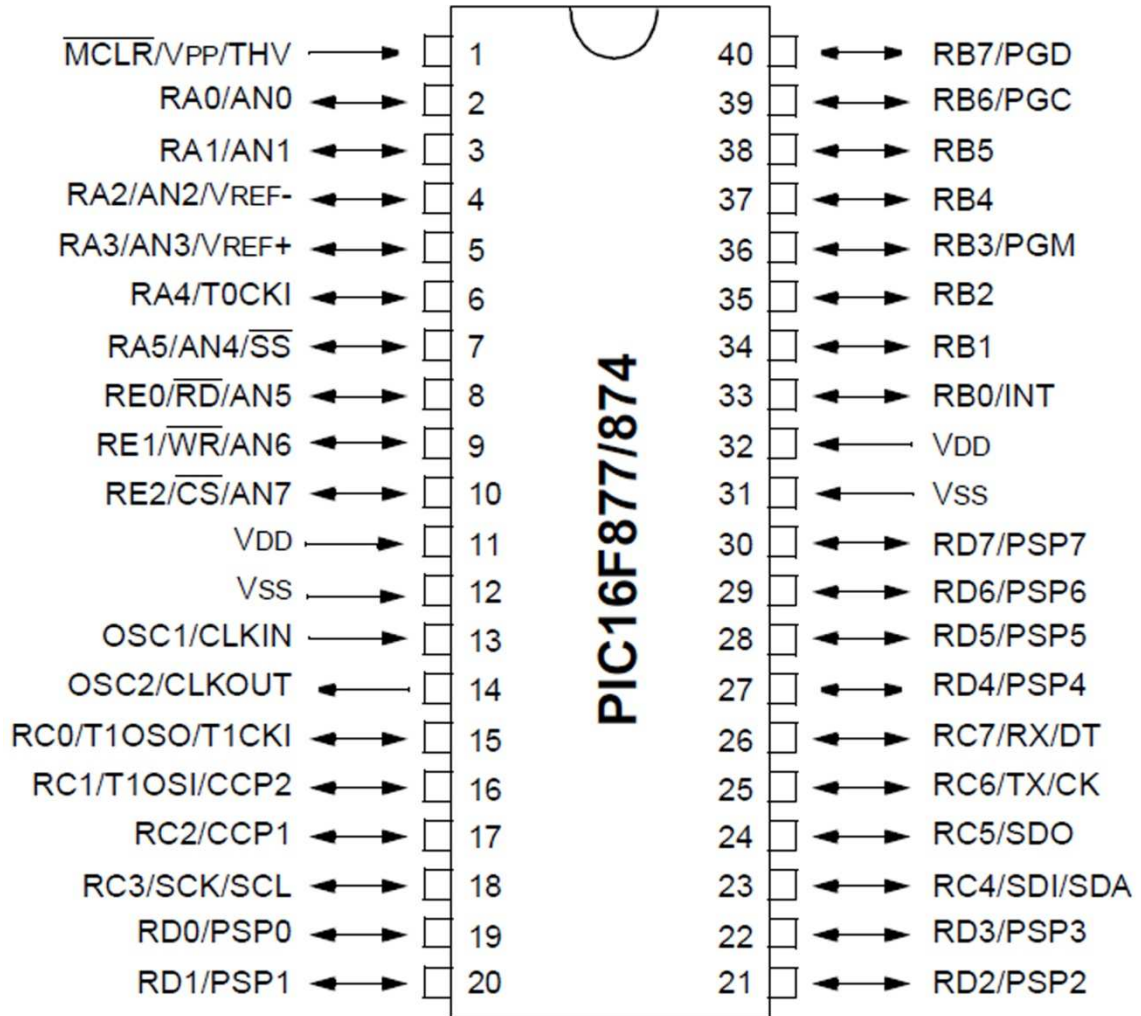 MCLR/VPP/THV 1 40 RB7/PGD
RA0/AN0 2 39 RB6/PGC
RA1/AN1 3 38 RB5
RA2/AN2/VREF- 4 37 RB4
RA3/AN3/VREF+ 5 36 RB3/PGM
RA4/T0CKI 6 35 RB2
RA5/AN4/SS 7 34 RB1
RE0/RD/AN5 8 33 RB0/INT
RE1/WR/AN6 9 32 VDD
RE2/CS/AN7 10 31 VSS
VDD 11 30 RD7/PSP7
VSS 12 29 RD6/PSP6
OSC1/CLKIN 13 28 RD5/PSP5
OSC2/CLKOUT 14 27 RD4/PSP4
RC0/T1OSO/T1CKI 15 26 RC7/RX/DT
RC1/T1OSI/CCP2 16 25 RC6/TX/CK
RC2/CCP1 17 24 RC5/SDO
RC3/SCK/SCL 18 23 RC4/SDI/SDA
RD0/PSP0 19 22 RD3/PSP3
RD1/PSP1 20 21 RD2/PSP2
PIC16F877/874